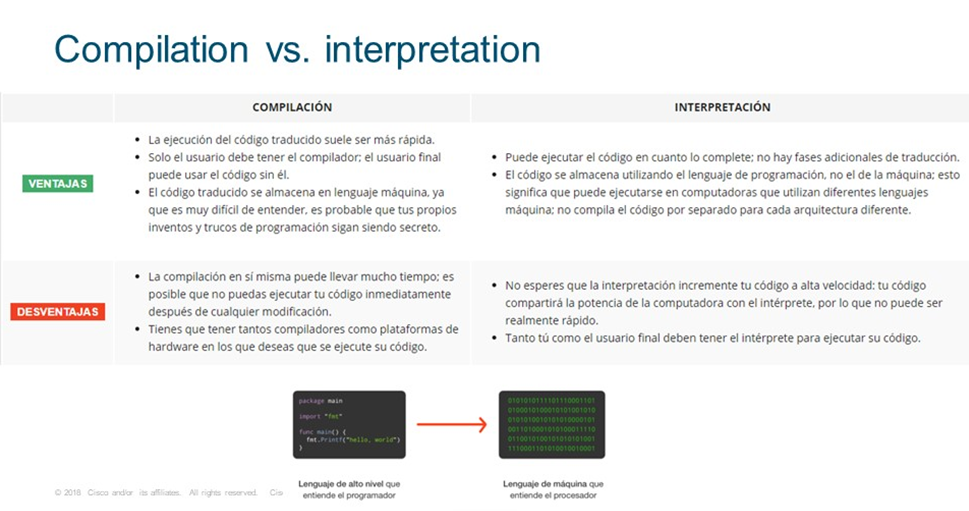 Compilation vs. interpretation
COMPILACIÓN
INTERPRETACIÓN
VENTAJAS
• La ejecución del código traducido suele ser más rápida.
• Solo el usuario debe tener el compilador; el usuario final
puede usar el código sin él.
• El código traducido se almacena en lenguaje máquina, ya
que es muy difícil de entender, es probable que tus propios
inventos y trucos de programación sigan siendo secreto.
• Puede ejecutar el código en cuanto lo complete; no hay fases adicionales de traducción.
• El código se almacena utilizando el lenguaje de programación, no el de la máquina; esto
significa que puede ejecutarse en computadoras que utilizan diferentes lenguajes
máquina; no compila el código por separado para cada arquitectura diferente.
DESVENTAJAS
• La compilación en sí misma puede llevar mucho tiempo; es
posible que no puedas ejecutar tu código inmediatamente
después de cualquier modificación.
• Tienes que tener tantos compiladores como plataformas de
hardware en los que deseas que se ejecute su código.
• No esperes que la interpretación incremente tu código a alta velocidad: tu código
compartirá la potencia de la computadora con el intérprete, por lo que no puede ser
realmente rápido.
• Tanto tú como el usuario final deben tener el intérprete para ejecutar su código.
package main
import "fmt"
func main() {
fmt.Printf("hello, world")
}
Lenguaje de alto nivel que
entiende el programador
Lenguaje de máquina que
entiende el procesador
© 2018 Cisco and/or its affiliates. All rights reserved. Cis